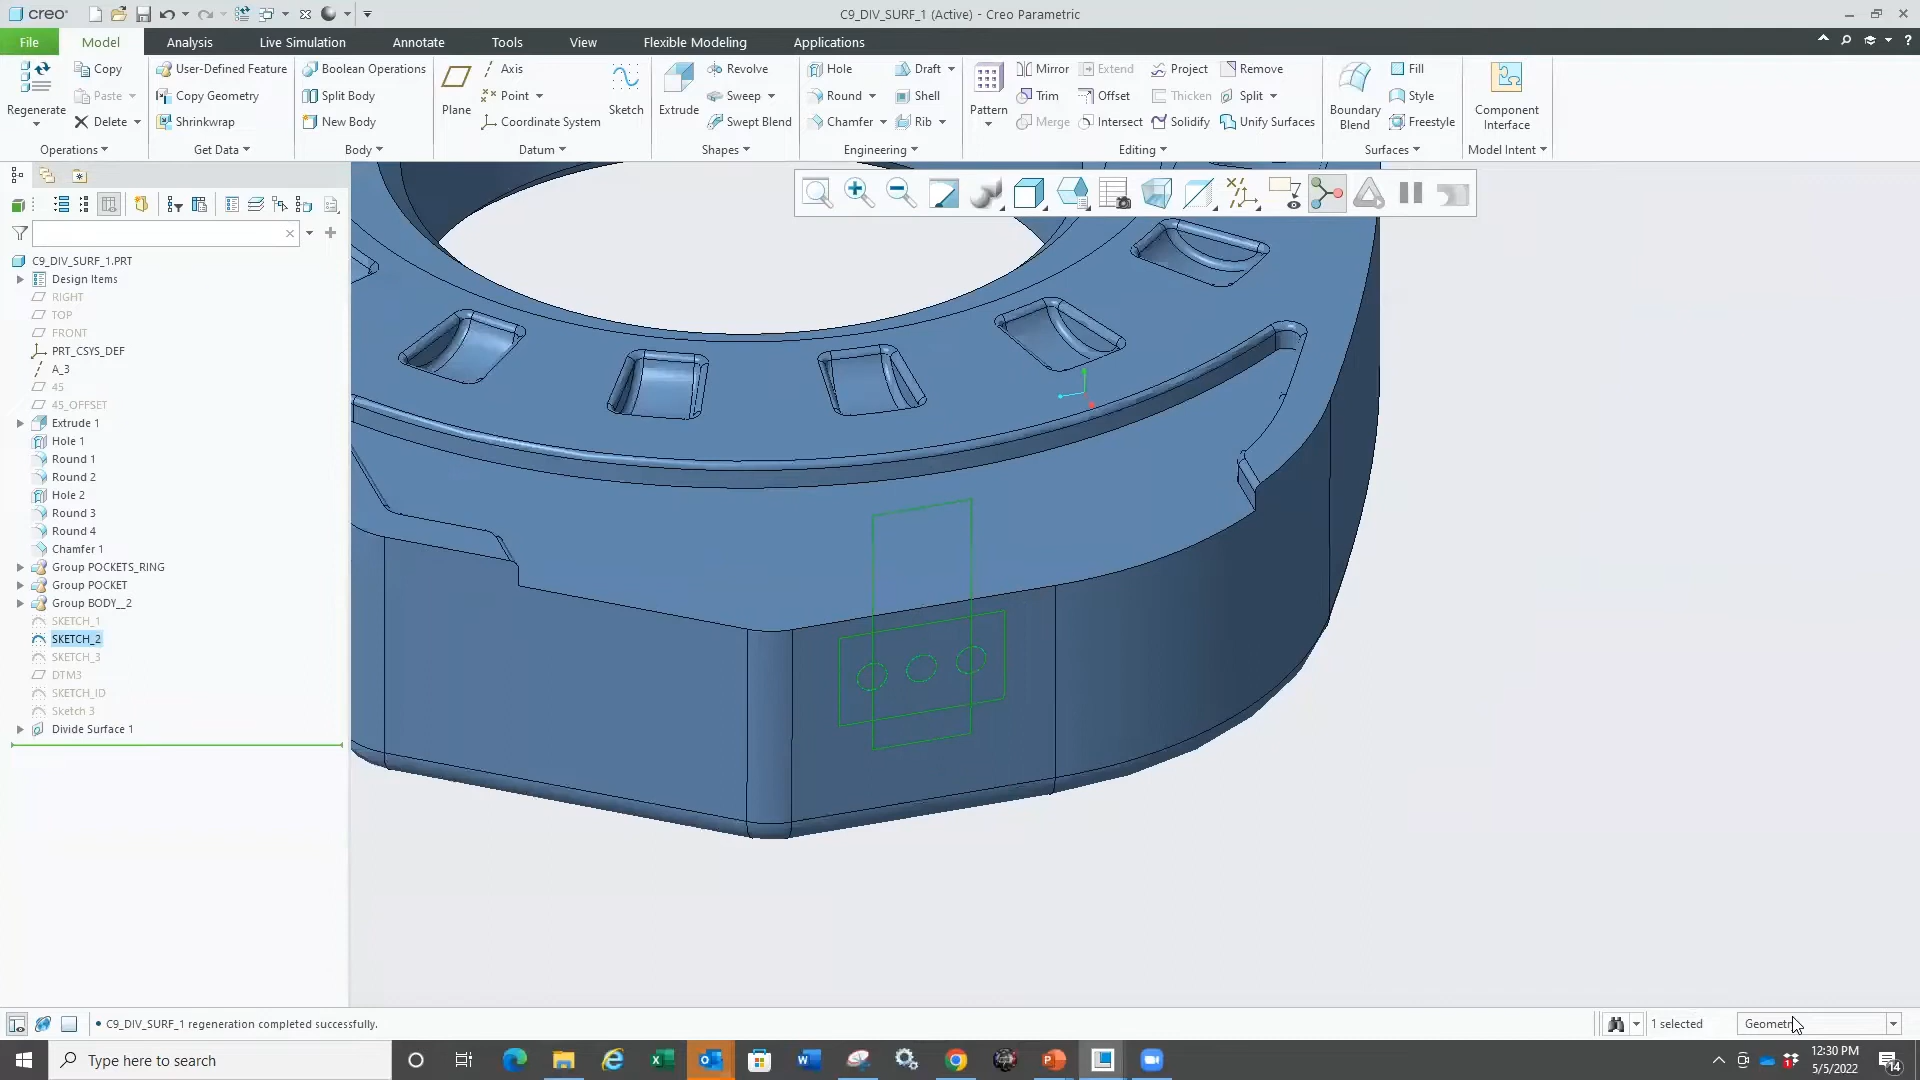 creo
C9_DIV_SURF_1 (Active) - Creo Parametric
File Model Analysis Live Simulation Annotate Tools View Flexible Modeling Applications
Regenerate
Copy
Paste
Delete
Operations
User-Defined Feature
Copy Geometry
Shrinkwrap
Get Data
Boolean Operations
Split Body
New Body
Body
Plane
Axis
Point
Coordinate System
Sketch
Datum
Extrude
Revolve
Sweep
Swept Blend
Shapes
Hole Draft
Round Shell
Chamfer Rib
Engineering
Pattern
Mirror Extend Project Remove
Trim Offset Thicken Split
Merge Intersect Solidify Unify Surfaces
Editing
Boundary
Blend
Fill
Style
Freestyle
Surfaces
Component
Interface
Model Intent
C9_DIV_SURF_1.PRT
Design Items
RIGHT
TOP
FRONT
PRT_CSYS_DEF
A_3
45
45_OFFSET
Extrude 1
Hole 1
Round 1
Round 2
Hole 2
Round 3
Round 4
Chamfer 1
Group POCKETS_RING
Group POCKET
Group BODY__2
SKETCH_1
SKETCH_2
SKETCH_3
DTM3
SKETCH_ID
Sketch 3
Divide Surface 1
C9_DIV_SURF_1 regeneration completed successfully.
1 selected
Type here to search
12:30 PM
5/5/2022
14